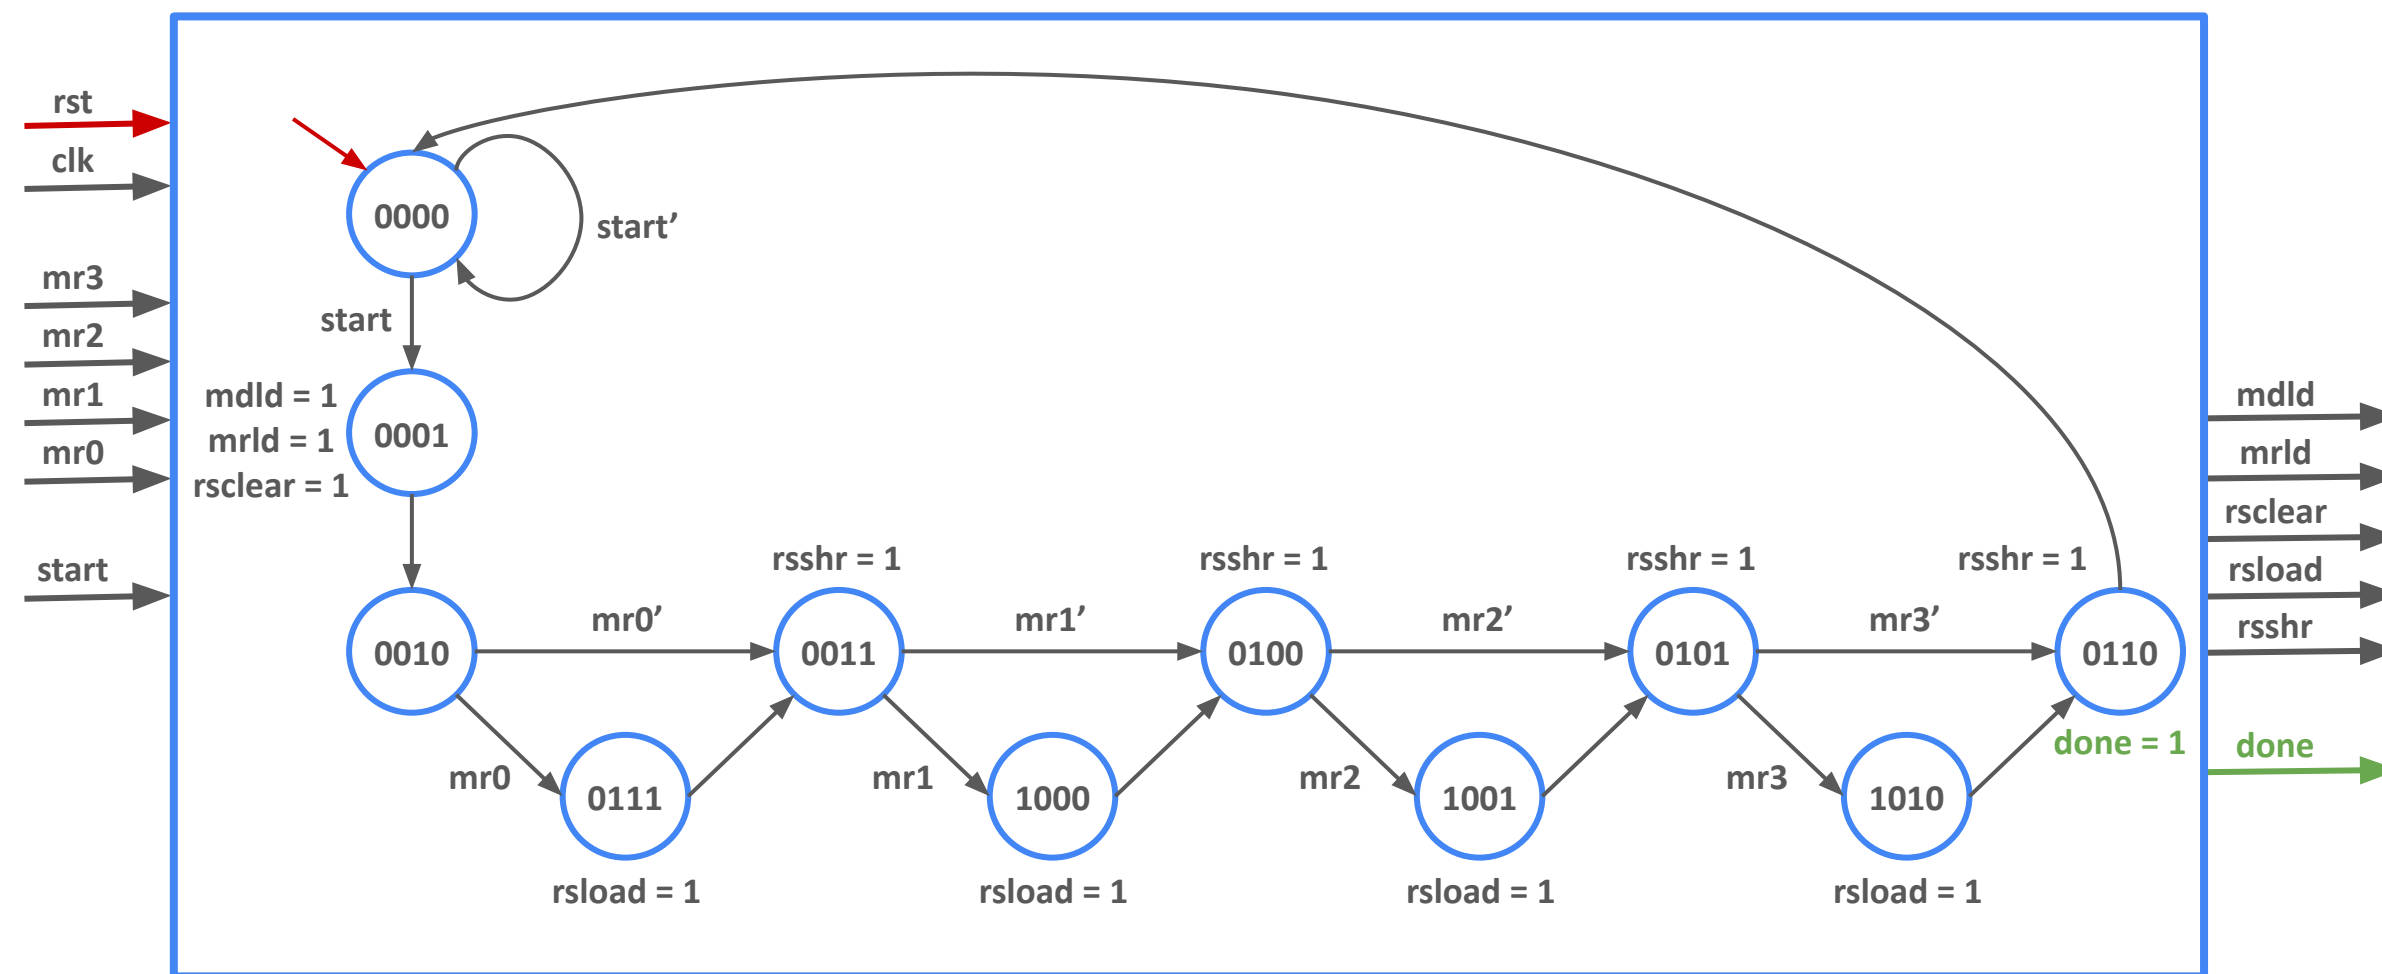 rst
clk
mr3
mr2
mr1
mr0
start
0000
start’
start
mdld = 1
mrld = 1
rsclear = 1
0001
rsshr = 1
rsshr = 1
rsshr = 1
rsshr = 1
0010
mr0’
0011
mr1’
0100
mr2’
0101
mr3’
0110
done = 1
mr0
0111
mr1
1000
mr2
1001
mr3
1010
rsload = 1
rsload = 1
rsload = 1
rsload = 1
mdld
mrld
rsclear
rsload
rsshr
done